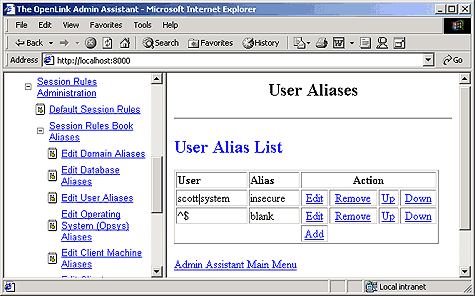 The OpenLink Admin Assistant - Microsoft Internet Explorer
File Edit View Favorites Tools Help
Back Search Favorites History
Address http://localhost:8000 Go
Session Rules
Administration
Default Session Rules
Session Rules Book
Aliases
Edit Domain Aliases
Edit Database
Aliases
Edit User Aliases
Edit Operating
System (Opsys)
Aliases
Edit Client Machine
Aliases
User Aliases
User Alias List
User Alias Action
scott|system insecure Edit Remove Up Down
^$ blank Edit Remove Up Down
Add
Admin Assistant Main Menu
Local intranet